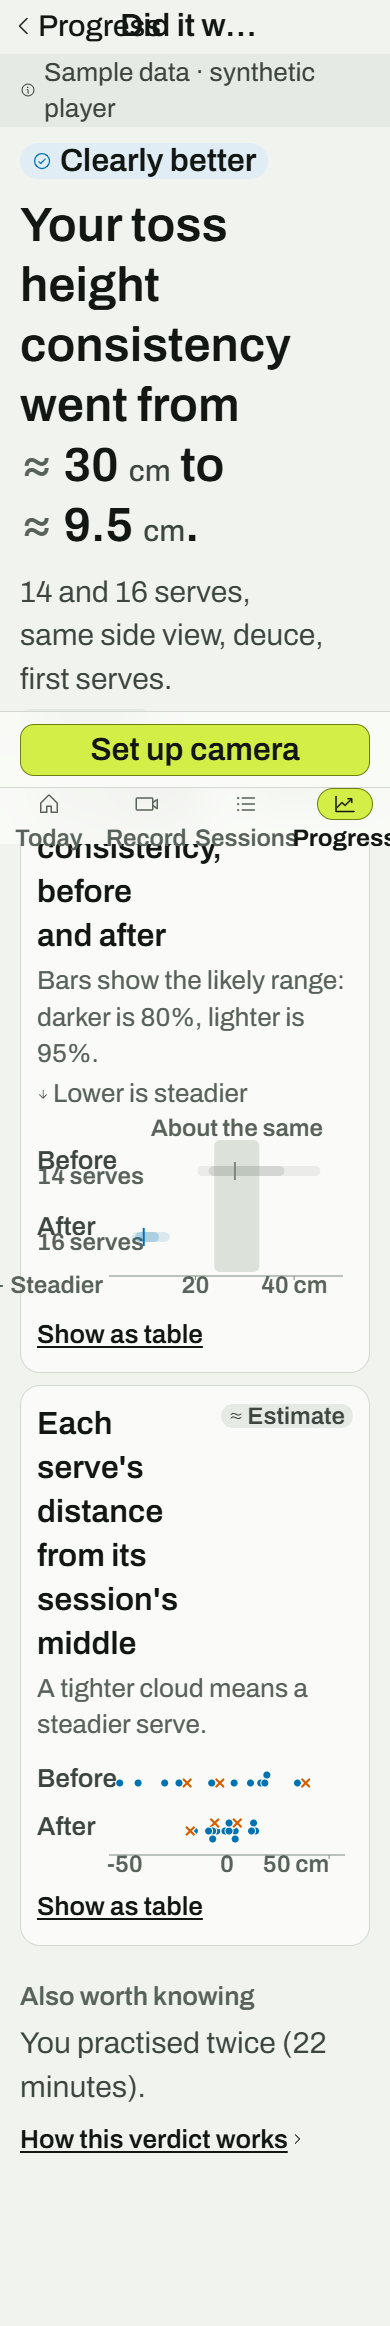 Progress Did it w…
Sample data · synthetic
player
Clearly better
Your toss
height
consistency
went from
≈ 30 cm to
≈ 9.5 cm.
14 and 16 serves,
same side view, deuce,
first serves.
Set up camera
Today Record Sessions Progress
consistency,
before
and after
Bars show the likely range:
darker is 80%, lighter is
95%.
↓ Lower is steadier
About the same
Before
14 serves
After
16 serves
Steadier 20 40 cm
Show as table
Each
serve's
distance
from its
session's
middle
≈ Estimate
A tighter cloud means a
steadier serve.
Before
After
-50 0 50 cm
Show as table
Also worth knowing
You practised twice (22
minutes).
How this verdict works